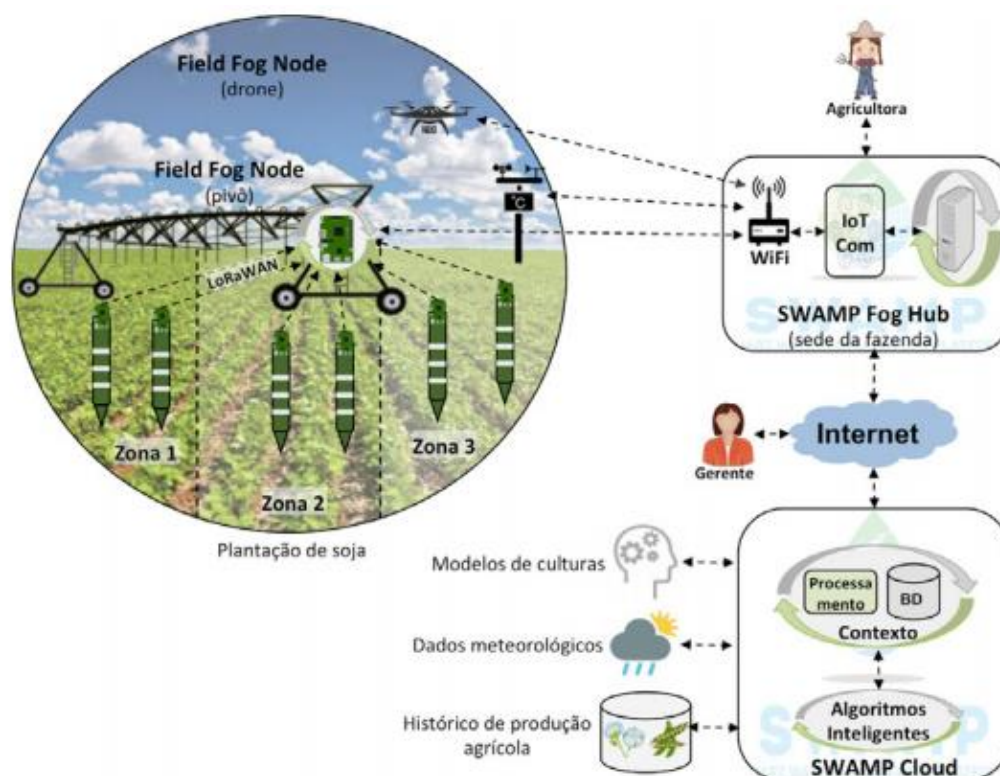 Field Fog Node
(drone)
Field Fog Node
(pivô)
LoRaWAN
°C
Zona 1
Zona 2
Zona 3
Plantação de soja
Agricultora
WiFi
IoT
Com
SWAMP Fog Hub
(sede da fazenda)
Internet
Gerente
Modelos de culturas
Dados meteorológicos
Histórico de produção
agrícola
Processa
mento
BD
Contexto
Algoritmos
Inteligentes
SWAMP Cloud